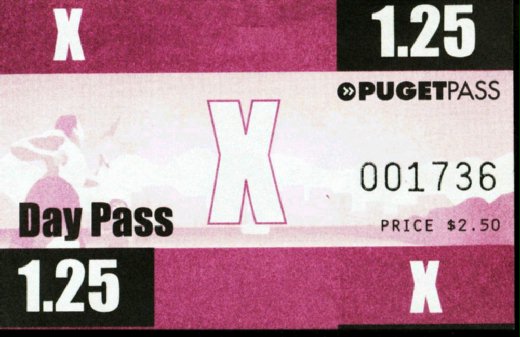 X 1.25
PUGETPASS
X
001736
Day Pass PRICE $2.50
1.25 X